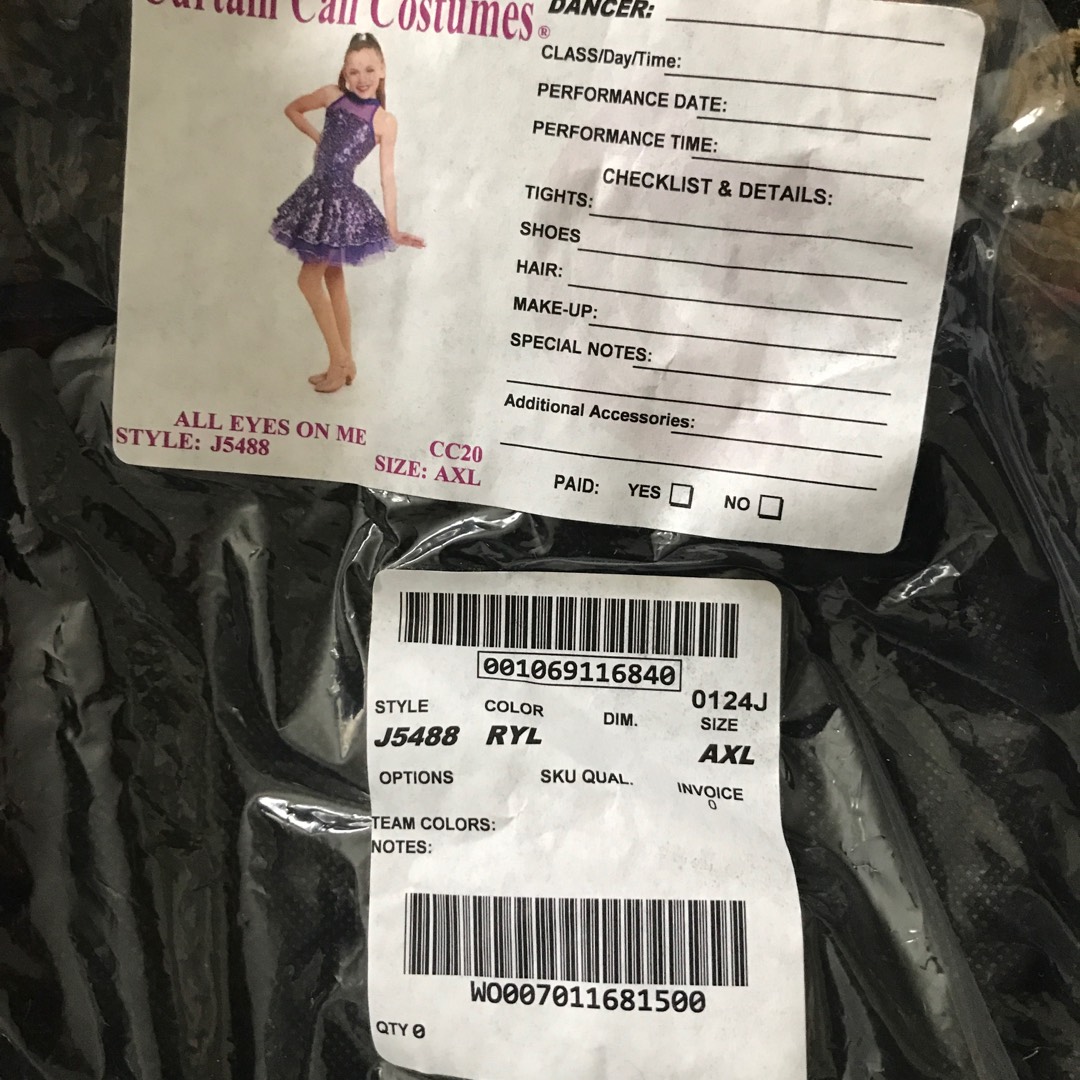 Curtain Call Costumes®
DANCER:
CLASS/Day/Time:
PERFORMANCE DATE:
PERFORMANCE TIME:
CHECKLIST & DETAILS:
TIGHTS:
SHOES
HAIR:
MAKE-UP:
SPECIAL NOTES:
Additional Accessories:
PAID: YES NO
ALL EYES ON ME
STYLE: J5488 CC20
SIZE: AXL
001069116840
0124J
STYLE COLOR DIM. SIZE
J5488 RYL AXL
OPTIONS SKU QUAL. INVOICE
0
TEAM COLORS:
NOTES:
WO007011681500
QTY 0